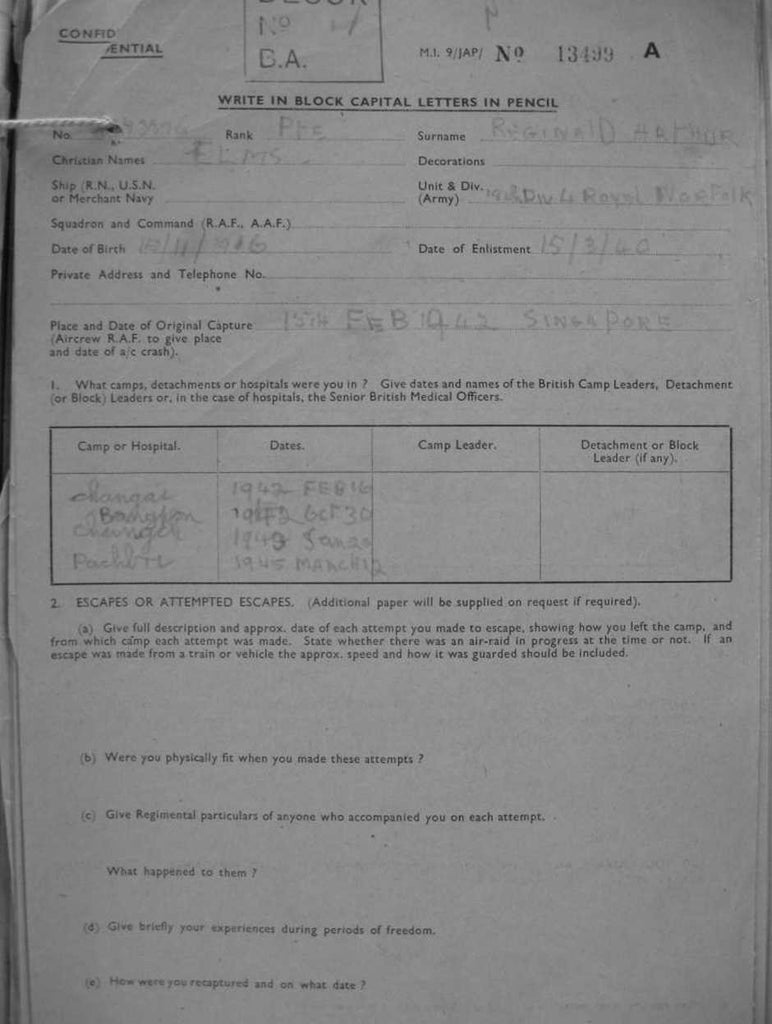 CONFID
ENTIAL
Nº
B.A.
M.I. 9/JAP/ Nº 13499 A
WRITE IN BLOCK CAPITAL LETTERS IN PENCIL
No. Rank PTE Surname REGINALD ARTHUR
Christian Names ELMS Decorations
Ship (R.N., U.S.N. or Merchant Navy Unit & Div. (Army) 18th Div 4 Royal Norfolk
Squadron and Command (R.A.F., A.A.F.)
Date of Birth Date of Enlistment 15/3/40
Private Address and Telephone No.
Place and Date of Original Capture 15TH FEB 1942 SINGAPORE
(Aircrew R.A.F. to give place
and date of a/c crash).
1. What camps, detachments or hospitals were you in ? Give dates and names of the British Camp Leaders, Detachment
(or Block) Leaders or, in the case of hospitals, the Senior British Medical Officers.
Camp or Hospital. Dates. Camp Leader. Detachment or Block Leader (if any).
changai 1942 FEB 16
OCT 30
1945 MARCH 12
2. ESCAPES OR ATTEMPTED ESCAPES. (Additional paper will be supplied on request if required).
(a) Give full description and approx. date of each attempt you made to escape, showing how you left the camp, and
from which camp each attempt was made. State whether there was an air-raid in progress at the time or not. If an
escape was made from a train or vehicle the approx. speed and how it was guarded should be included.
(b) Were you physically fit when you made these attempts ?
(c) Give Regimental particulars of anyone who accompanied you on each attempt.
What happened to them ?
(d) Give briefly your experiences during periods of freedom.
(e) How were you recaptured and on what date ?